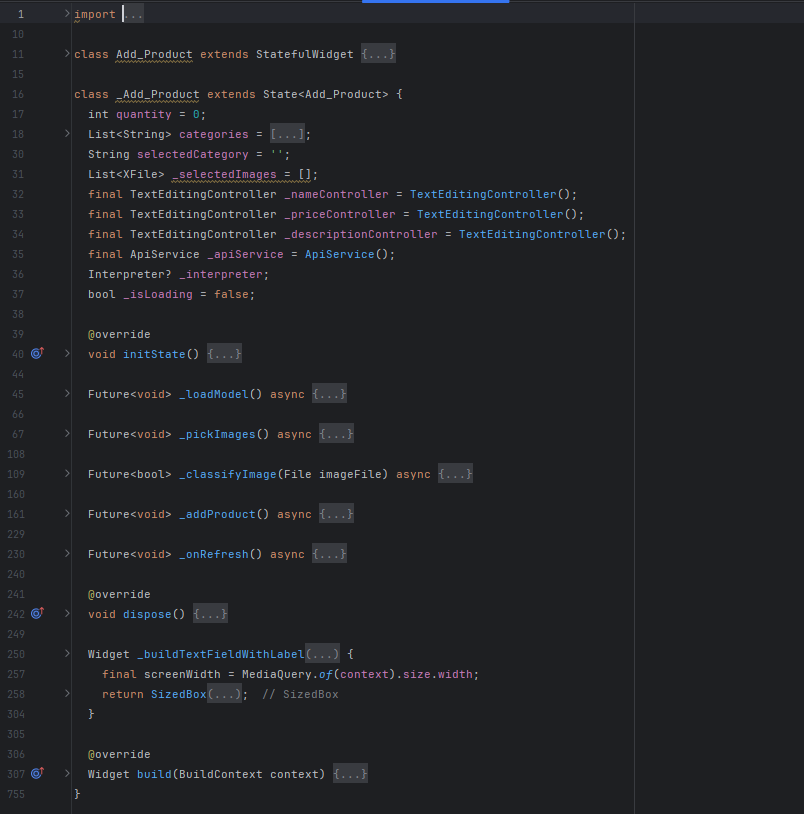 1 import ...
10
11 class Add_Product extends StatefulWidget {...}
15
16 class _Add_Product extends State<Add_Product> {
17 int quantity = 0;
18 List<String> categories = [...];
30 String selectedCategory = '';
31 List<XFile> _selectedImages = [];
32 final TextEditingController _nameController = TextEditingController();
33 final TextEditingController _priceController = TextEditingController();
34 final TextEditingController _descriptionController = TextEditingController();
35 final ApiService _apiService = ApiService();
36 Interpreter? _interpreter;
37 bool _isLoading = false;
38
39 @override
40 void initState() {...}
44
45 Future<void> _loadModel() async {...}
66
67 Future<void> _pickImages() async {...}
108
109 Future<bool> _classifyImage(File imageFile) async {...}
160
161 Future<void> _addProduct() async {...}
229
230 Future<void> _onRefresh() async {...}
240
241 @override
242 void dispose() {...}
249
250 Widget _buildTextFieldWithLabel(...) {
257 final screenWidth = MediaQuery.of(context).size.width;
258 return SizedBox(...); // SizedBox
304 }
305
306 @override
307 Widget build(BuildContext context) {...}
755 }